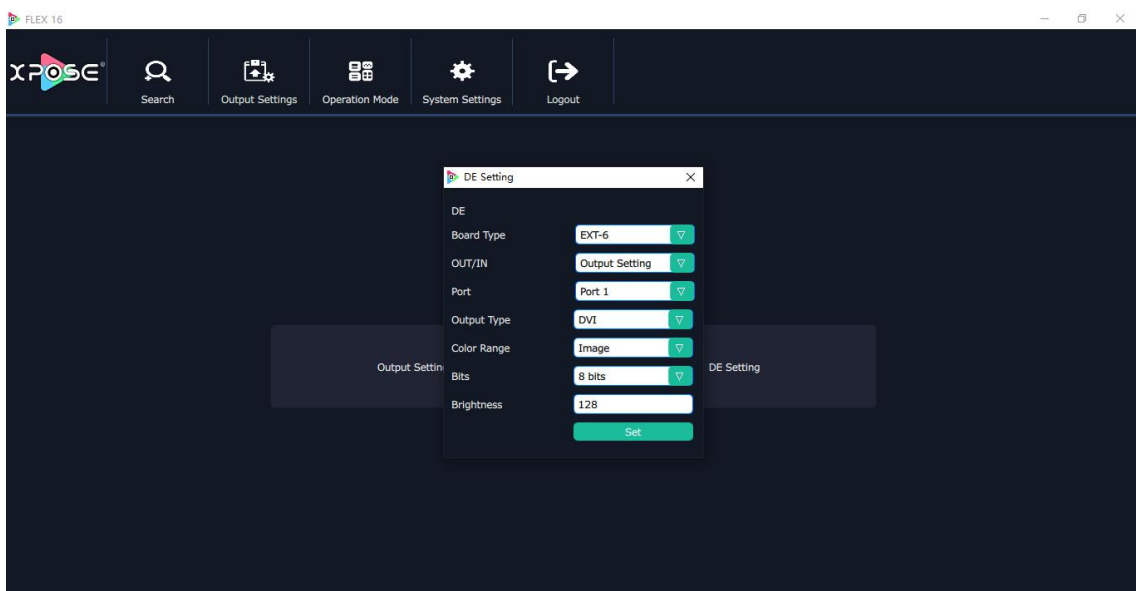 FLEX 16
XPOSE®
Search
Output Settings
Operation Mode
System Settings
Logout
DE Setting
DE
Board Type EXT-6
OUT/IN Output Setting
Port Port 1
Output Type DVI
Color Range Image
Bits 8 bits
Brightness 128
Set
Output Settin
DE Setting